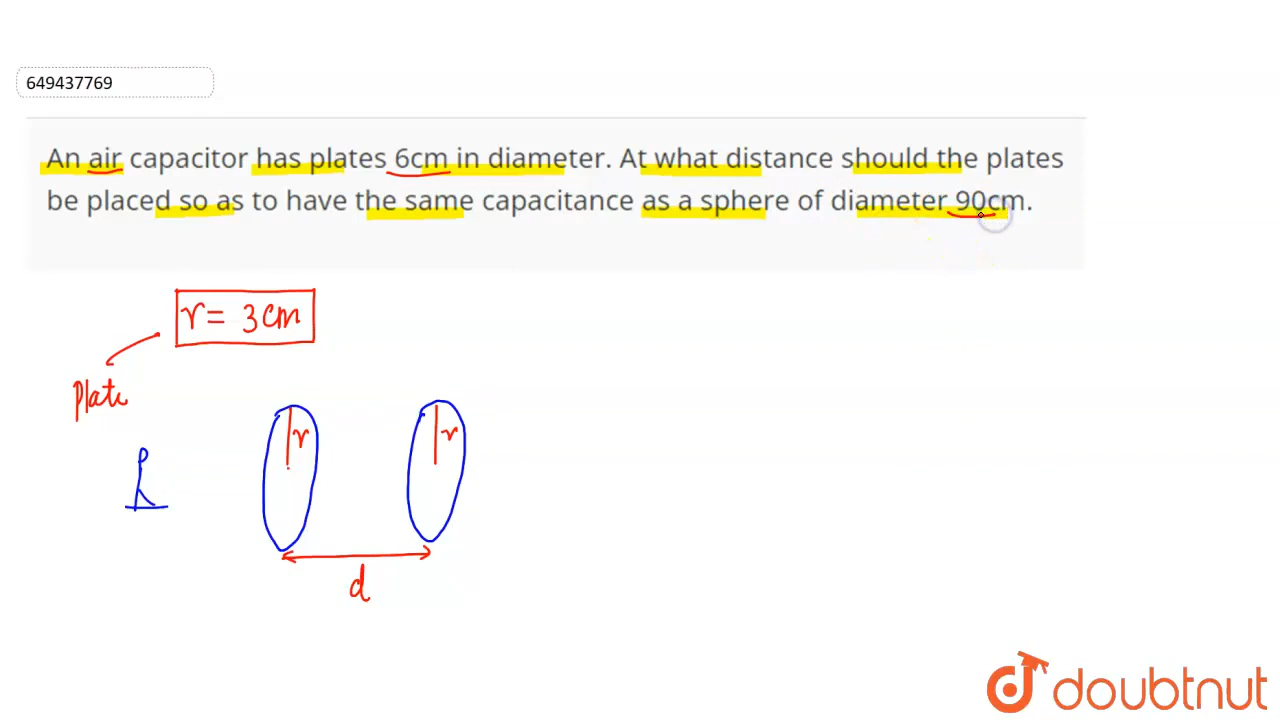 649437769
An air capacitor has plates 6cm in diameter. At what distance should the plates
be placed so as to have the same capacitance as a sphere of diameter 90cm.
r = 3cm
Plate
r
r
d
doubtnut